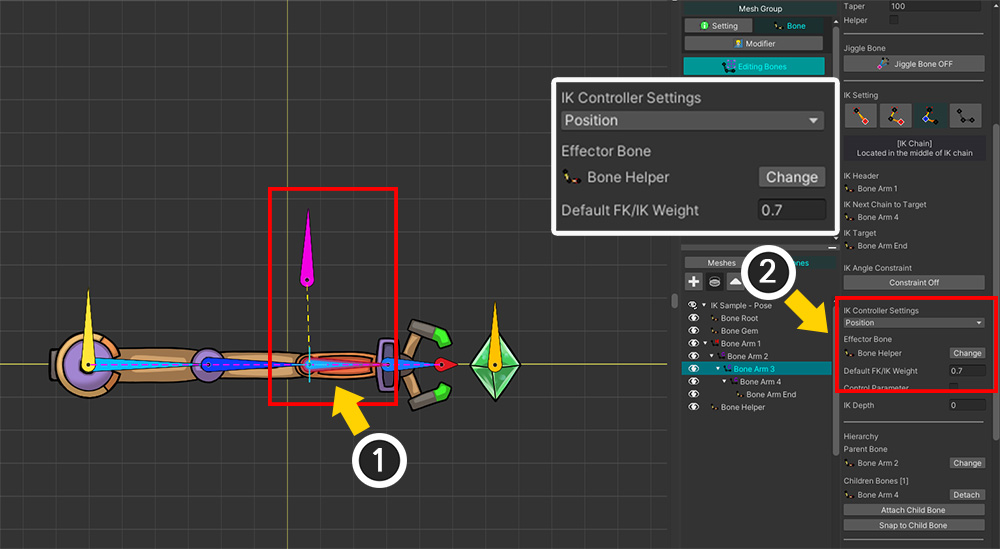 Mesh Group
Setting
Bone
Modifier
Editing Bones
IK Controller Settings
Position
Effector Bone
Bone Helper
Change
Default FK/IK Weight
0.7
Meshes
nes
IK Sample - Pose
Bone Root
Bone Gem
Bone Arm 1
Bone Arm 2
Bone Arm 3
Bone Arm 4
Bone Arm End
Bone Helper
1
2
Taper
100
Helper
Jiggle Bone
Jiggle Bone OFF
IK Setting
[IK Chain]
Located in the middle of IK chain
IK Header
Bone Arm 1
IK Next Chain to Target
Bone Arm 4
IK Target
Bone Arm End
IK Angle Constraint
Constraint Off
IK Controller Settings
Position
Effector Bone
Bone Helper
Change
Default FK/IK Weight
0.7
Control Parameter
IK Depth
0
Hierarchy
Parent Bone
Bone Arm 2
Change
Children Bones [1]
Bone Arm 4
Detach
Attach Child Bone
Snap to Child Bone